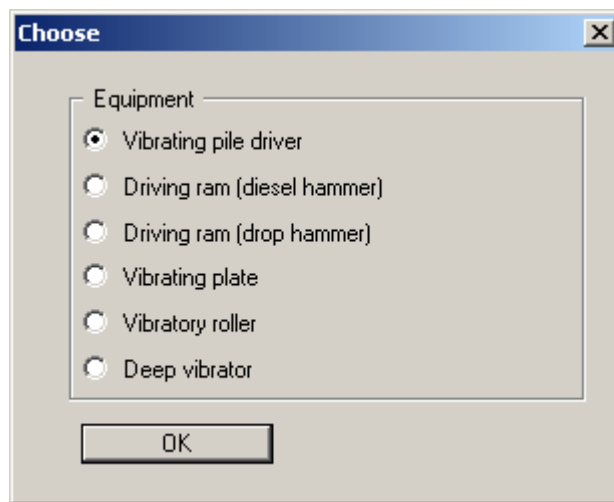 Choose
Equipment
Vibrating pile driver
Driving ram (diesel hammer)
Driving ram (drop hammer)
Vibrating plate
Vibratory roller
Deep vibrator
OK